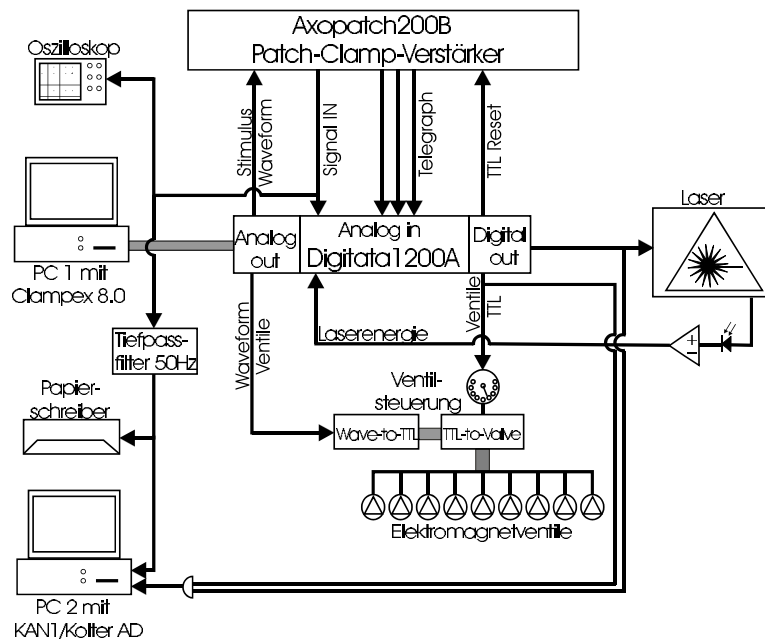 Axopatch200B
Patch-Clamp-Verstärker
Oszilloskop
Stimulus
Waveform
Signal IN
Telegraph
TTL Reset
Laser
PC 1 mit
Clampex 8.0
Analog
out
Analog in
Digitata1200A
Digital
out
Tiefpass-
filter 50Hz
Waveform
Ventile
Laserenergie
Ventile
TTL
+
-
Papier-
schreiber
Ventil-
steuerung
Wave-to-TTL
TTL-to-Valve
Elektromagnetventille
PC 2 mit
KAN1/Kolter AD